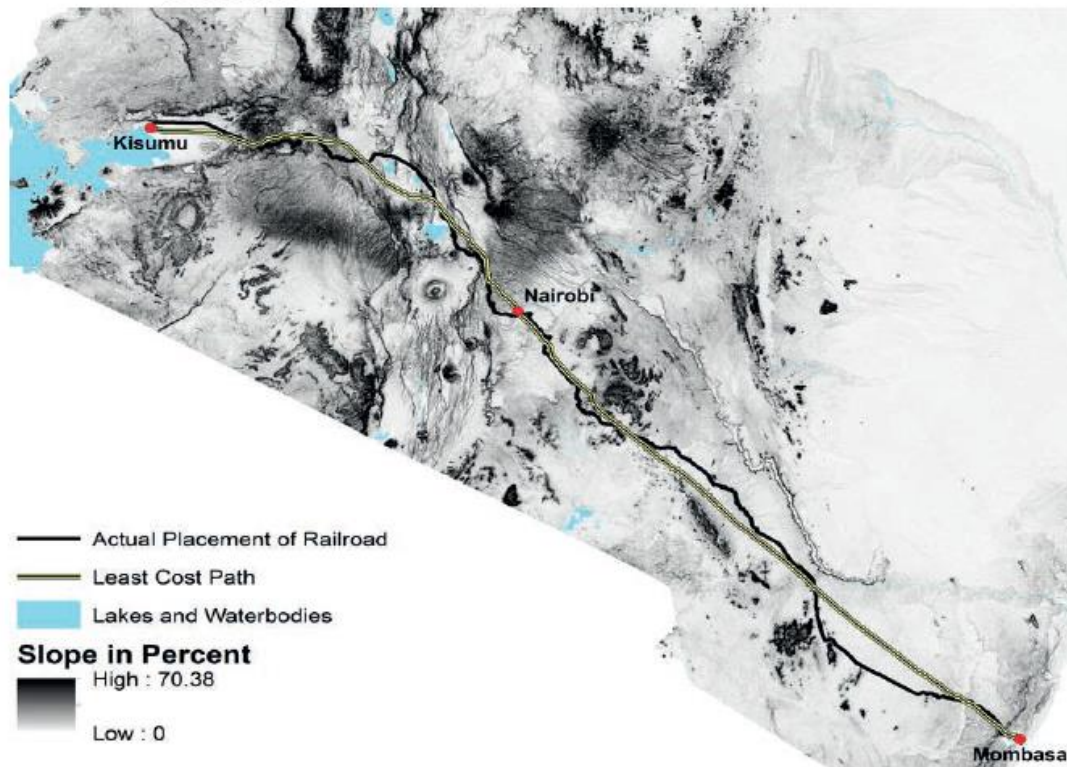 Kisumu
Nairobi
Actual Placement of Railroad
Least Cost Path
Lakes and Waterbodies
Slope in Percent
High : 70.38
Low : 0
Mombasa